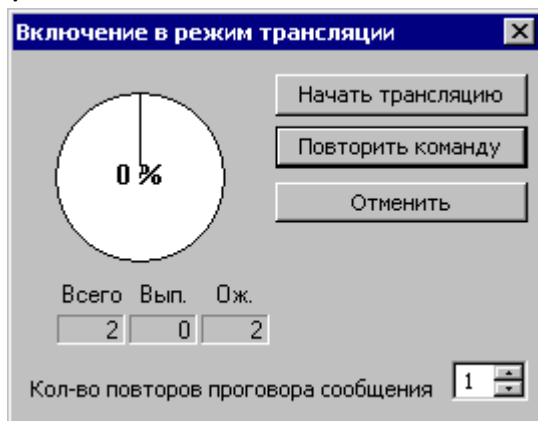 Включение в режим трансляции
Начать трансляцию
Повторить команду
0 %
Отменить
Всего Вып. Ож.
2 0 2
Кол-во повторов проговора сообщения 1